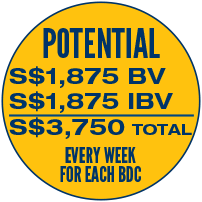 POTENTIAL
S$1,875 BV
S$1,875 IBV
S$3,750 TOTAL
EVERY WEEK
FOR EACH BDC